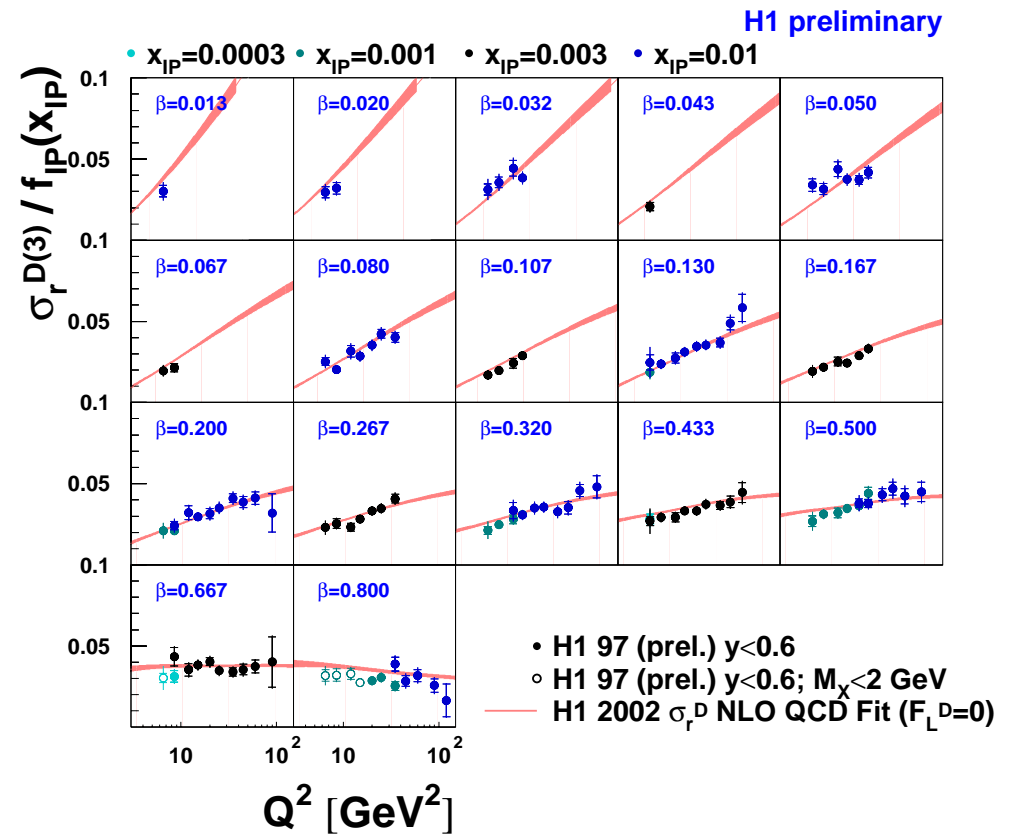 H1 preliminary
x_IP=0.0003 x_IP=0.001 x_IP=0.003 x_IP=0.01
σ_r^D(3) / f_IP(x_IP)
0.1
β=0.013 β=0.020 β=0.032 β=0.043 β=0.050
0.05
0.1
β=0.067 β=0.080 β=0.107 β=0.130 β=0.167
0.05
0.1
β=0.200 β=0.267 β=0.320 β=0.433 β=0.500
0.05
0.1
β=0.667 β=0.800
0.05
H1 97 (prel.) y<0.6
H1 97 (prel.) y<0.6; M_X<2 GeV
H1 2002 σ_r^D NLO QCD Fit (F_L^D=0)
10 10^2 10 10^2
Q^2 [GeV^2]